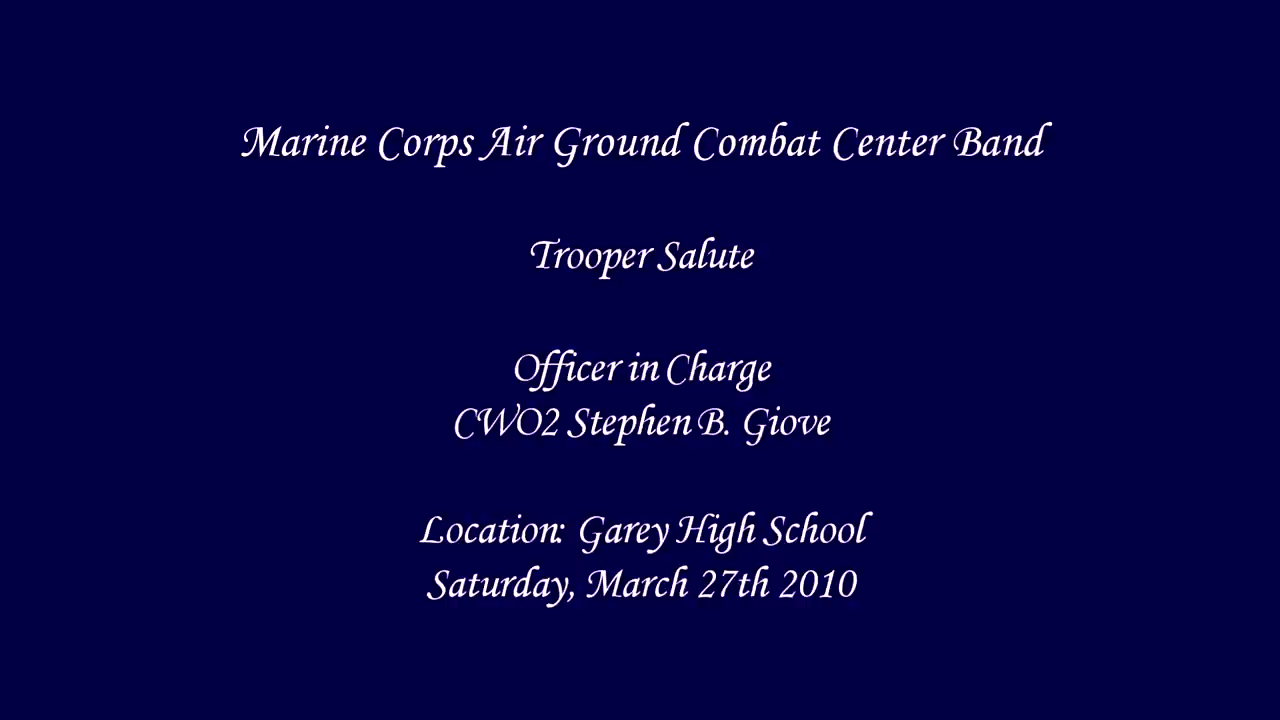 Marine Corps Air Ground Combat Center Band
Trooper Salute
Officer in Charge
CWO2 Stephen B. Giove
Location: Garey High School
Saturday, March 27th 2010